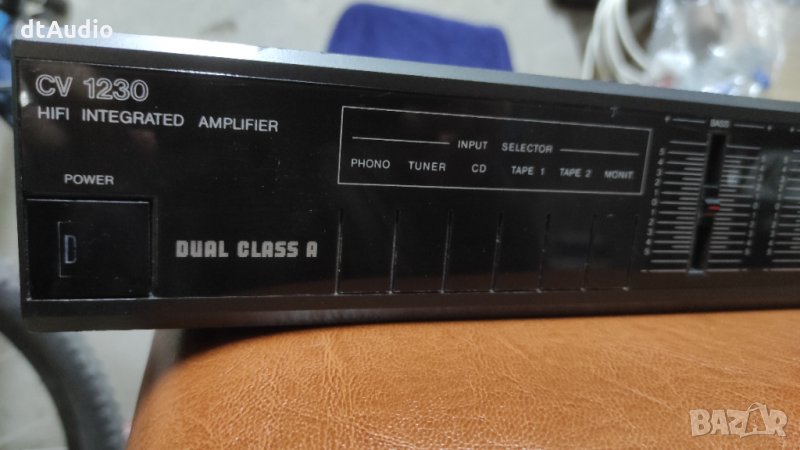 dtAudio
CV 1230
HIFI INTEGRATED AMPLIFIER
POWER
DUAL CLASS A
INPUT SELECTOR
PHONO TUNER CD TAPE 1 TAPE 2 MONIT.
BASS
BAZAR